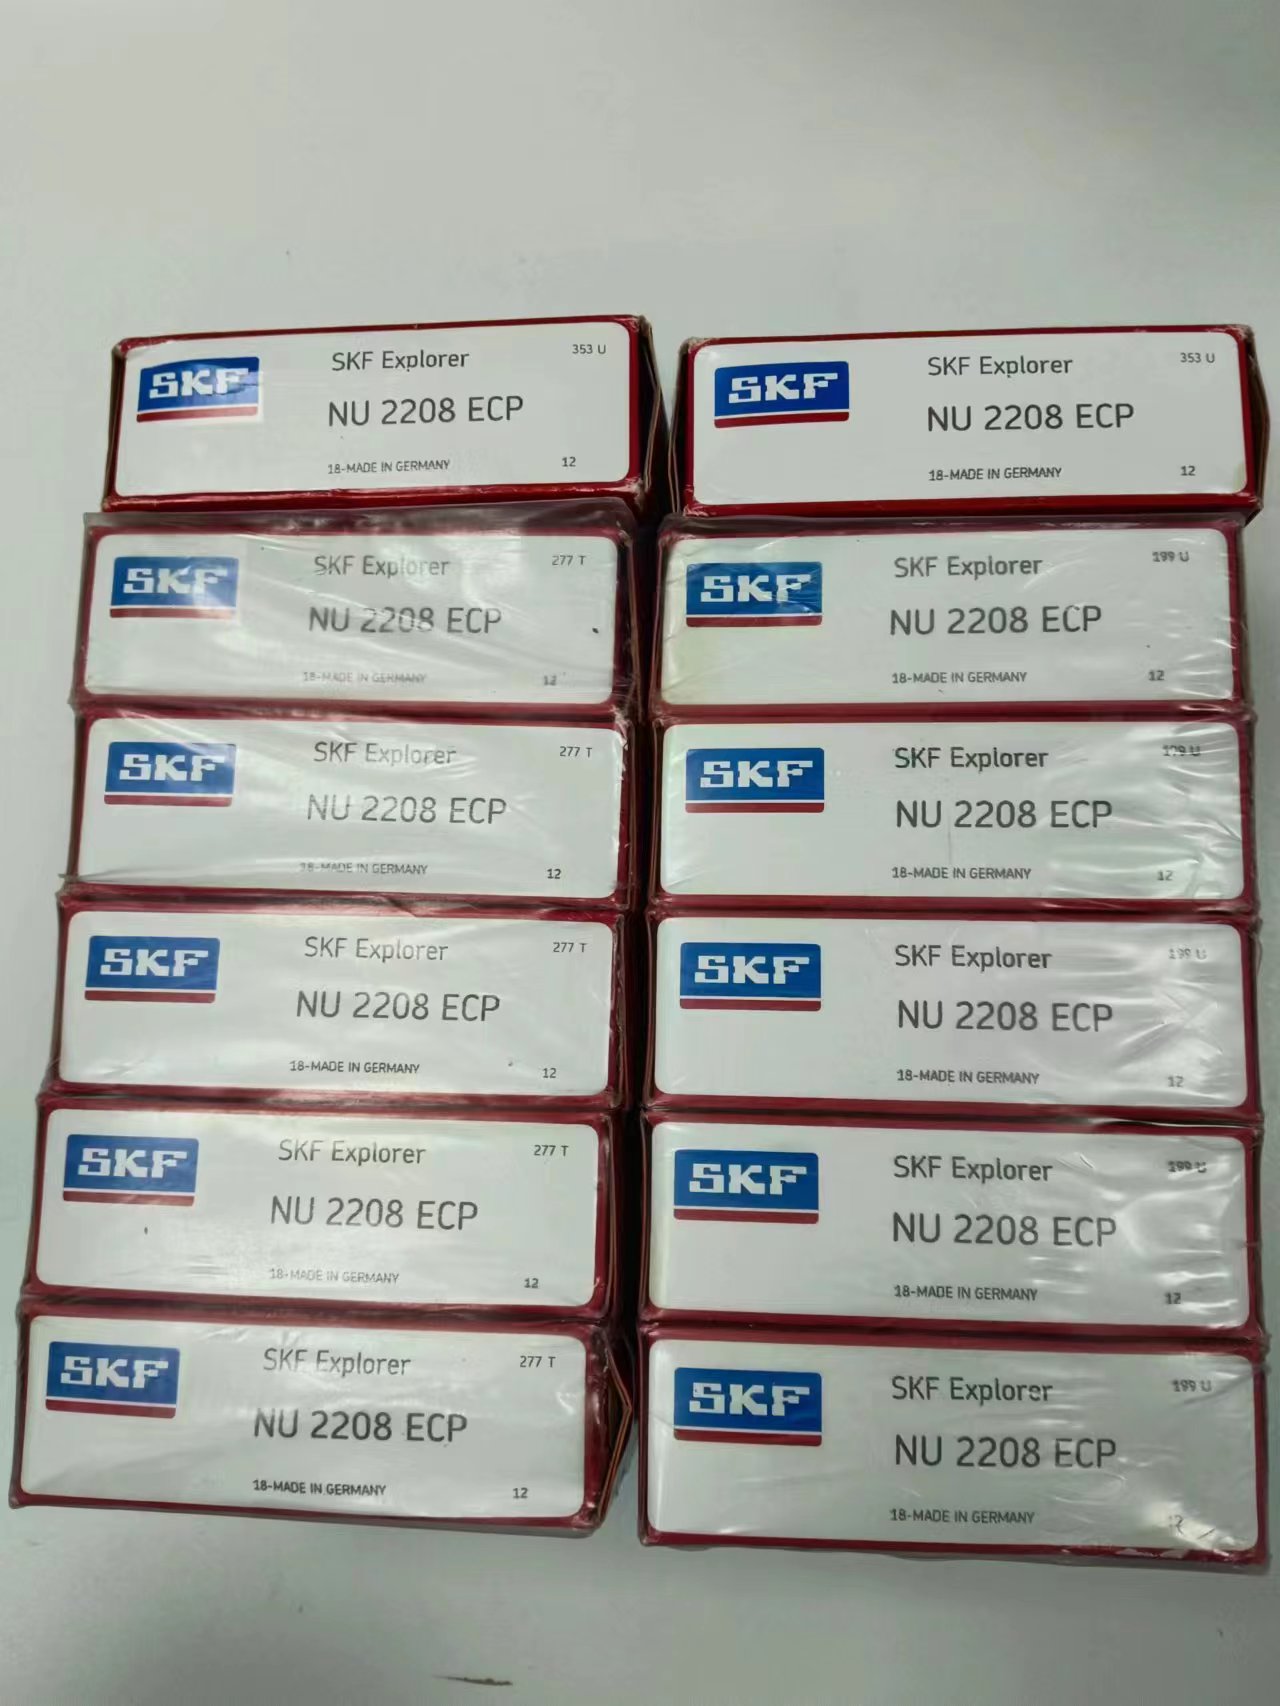 SKF
SKF Explorer
353 U
NU 2208 ECP
18-MADE IN GERMANY
12
SKF
SKF Explorer
353 U
NU 2208 ECP
18-MADE IN GERMANY
12
SKF
SKF Explorer
277 T
NU 2208 ECP
18-MADE IN GERMANY
12
SKF
SKF Explorer
199 U
NU 2208 ECP
18-MADE IN GERMANY
12
SKF
SKF Explorer
277 T
NU 2208 ECP
18-MADE IN GERMANY
12
SKF
SKF Explorer
199 U
NU 2208 ECP
18-MADE IN GERMANY
12
SKF
SKF Explorer
277 T
NU 2208 ECP
18-MADE IN GERMANY
12
SKF
SKF Explorer
199 U
NU 2208 ECP
18-MADE IN GERMANY
12
SKF
SKF Explorer
277 T
NU 2208 ECP
18-MADE IN GERMANY
12
SKF
SKF Explorer
199 U
NU 2208 ECP
18-MADE IN GERMANY
12
SKF
SKF Explorer
277 T
NU 2208 ECP
18-MADE IN GERMANY
12
SKF
SKF Explorer
199 U
NU 2208 ECP
18-MADE IN GERMANY